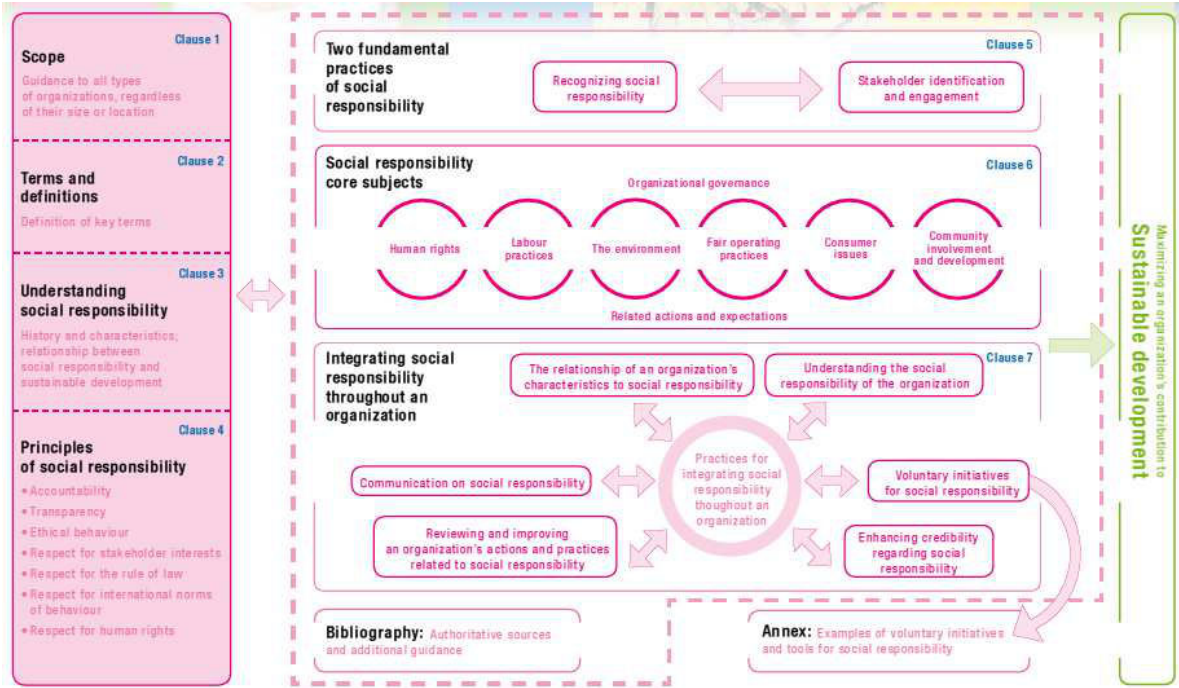 Clause 1
Scope
Guidance to all types
of organizations, regardless
of their size or location
Clause 2
Terms and
definitions
Definition of key terms
Clause 3
Understanding
social responsibility
History and characteristics;
relationship between
social responsibility and
sustainable development
Clause 4
Principles
of social responsibility
• Accountability
• Transparency
• Ethical behaviour
• Respect for stakeholder interests
• Respect for the rule of law
• Respect for international norms
of behaviour
• Respect for human rights
Two fundamental
practices
of social
responsibility
Clause 5
Recognizing social
responsibility
Stakeholder identification
and engagement
Social responsibility
core subjects
Clause 6
Organizational governance
Human rights
Labour
practices
The environment
Fair operating
practices
Consumer
issues
Community
involvement
and development
Related actions and expectations
Integrating social
responsibility
throughout an
organization
Clause 7
The relationship of an organization's
characteristics to social responsibility
Understanding the social
responsibility of the organization
Practices for
integrating social
responsibility
thoughout an
organization
Communication on social responsibility
Voluntary initiatives
for social responsibility
Reviewing and improving
an organization's actions and practices
related to social responsibility
Enhancing credibility
regarding social
responsibility
Bibliography: Authoritative sources
and additional guidance
Annex: Examples of voluntary initiatives
and tools for social responsibility
Maximizing an organization's contribution to
Sustainable development